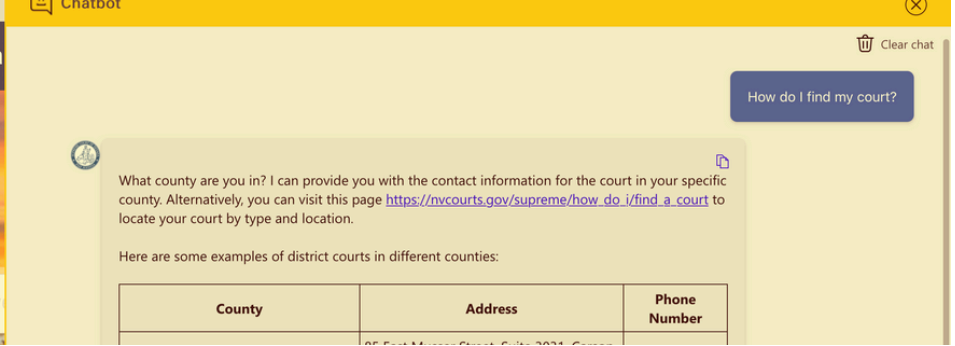 Chatbot
Clear chat
How do I find my court?
What county are you in? I can provide you with the contact information for the court in your specific
county. Alternatively, you can visit this page https://nvcourts.gov/supreme/how_do_i/find_a_court to
locate your court by type and location.
Here are some examples of district courts in different counties:
County Address Phone
Number